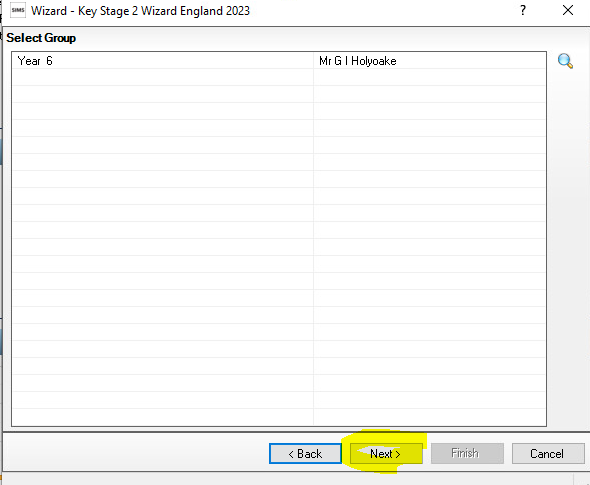 SIMS Wizard - Key Stage 2 Wizard England 2023 ? X
Select Group
Year 6 Mr G I Holyoake
< Back Next > Finish Cancel